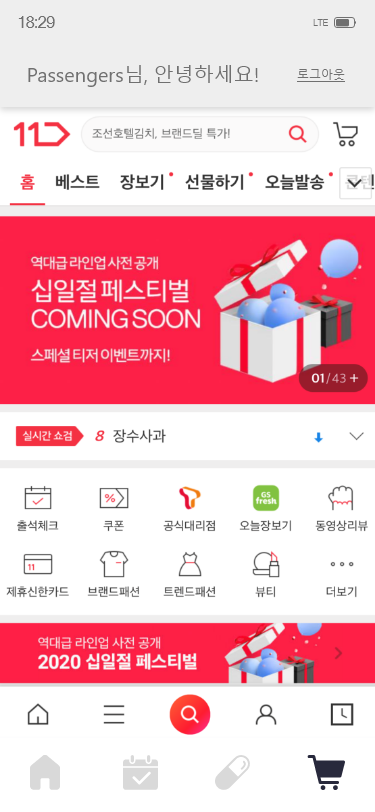 18:29
LTE
Passengers님, 안녕하세요!
로그아웃
11
조선호텔김치, 브랜드딜 특가!
홈 베스트 장보기 선물하기 오늘발송
역대급 라인업 사전 공개
십일절 페스티벌
COMING SOON
스페셜 티저 이벤트까지!
01/43 +
실시간 쇼검 8 장수사과
GS
fresh
출석체크 쿠폰 공식대리점 오늘장보기 동영상리뷰
11
제휴신한카드 브랜드패션 트렌드패션 뷰티 더보기
역대급 라인업 사전 공개
2020 십일절 페스티벌